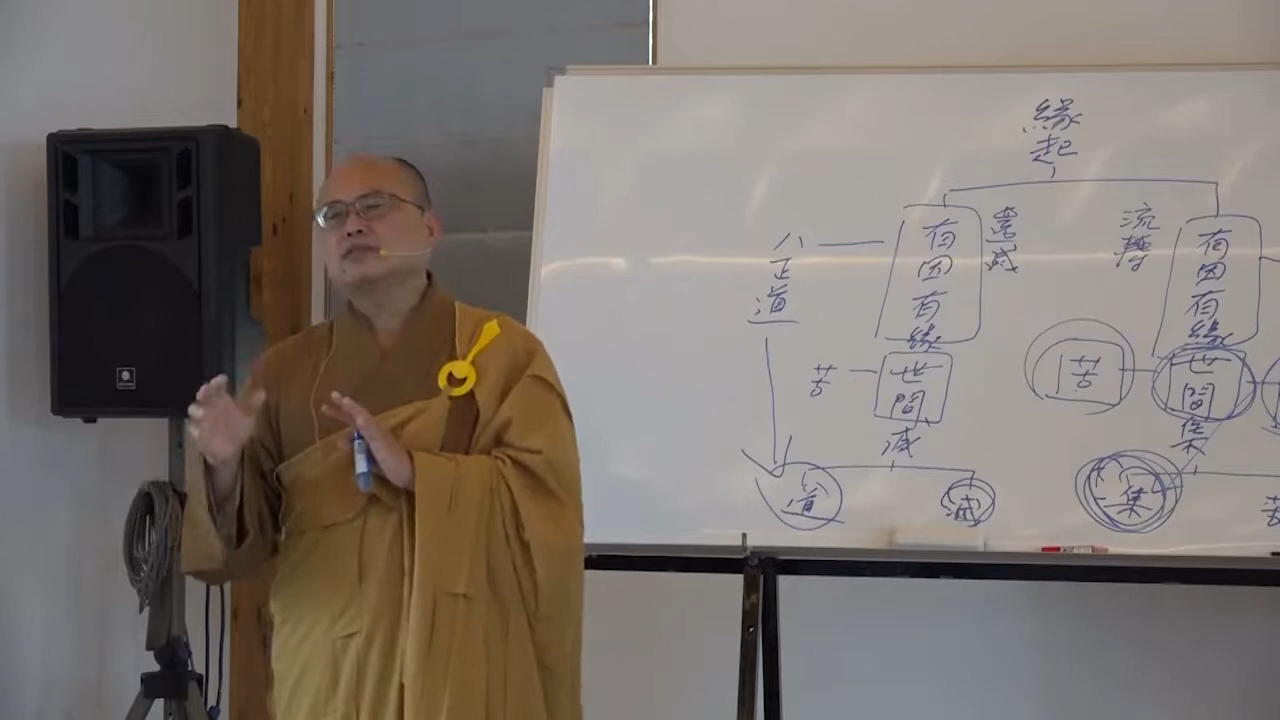 緣起
流轉
有因有緣
世間
苦
集
還滅
有因有緣
世間
滅
八正道
苦
道
滅